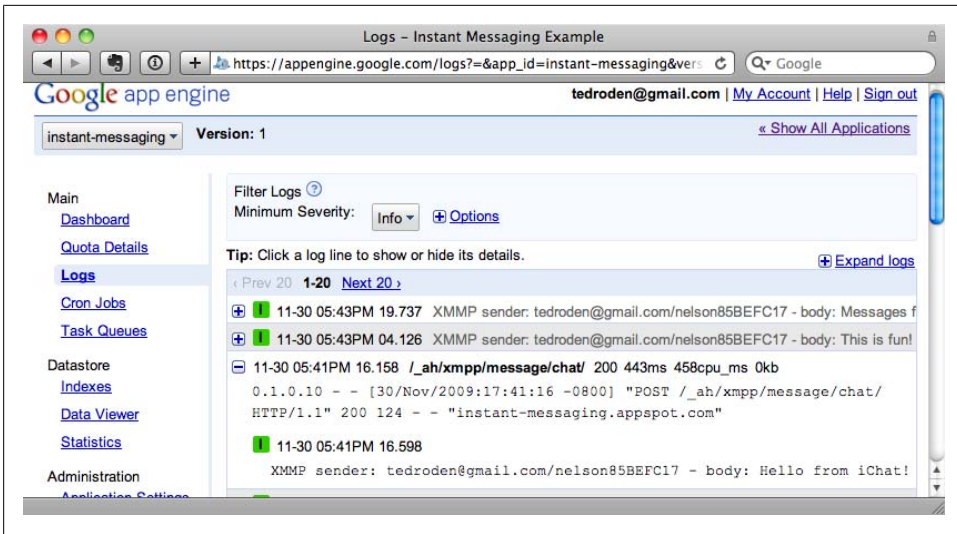 Logs – Instant Messaging Example
https://appengine.google.com/logs?=&app_id=instant-messaging&vers
Google
Google app engine
tedroden@gmail.com | My Account | Help | Sign out
instant-messaging
Version: 1
« Show All Applications
Main
Dashboard
Quota Details
Logs
Cron Jobs
Task Queues
Datastore
Indexes
Data Viewer
Statistics
Administration
Application Settings
Filter Logs ?
Minimum Severity: Info + Options
Tip: Click a log line to show or hide its details.
+ Expand logs
‹ Prev 20 1-20 Next 20 ›
+ I 11-30 05:43PM 19.737 XMMP sender: tedroden@gmail.com/nelson85BEFC17 - body: Messages f
+ I 11-30 05:43PM 04.126 XMMP sender: tedroden@gmail.com/nelson85BEFC17 - body: This is fun!
− 11-30 05:41PM 16.158 /_ah/xmpp/message/chat/ 200 443ms 458cpu_ms 0kb
0.1.0.10 - - [30/Nov/2009:17:41:16 -0800] "POST /_ah/xmpp/message/chat/
HTTP/1.1" 200 124 - - "instant-messaging.appspot.com"
I 11-30 05:41PM 16.598
XMMP sender: tedroden@gmail.com/nelson85BEFC17 - body: Hello from iChat!